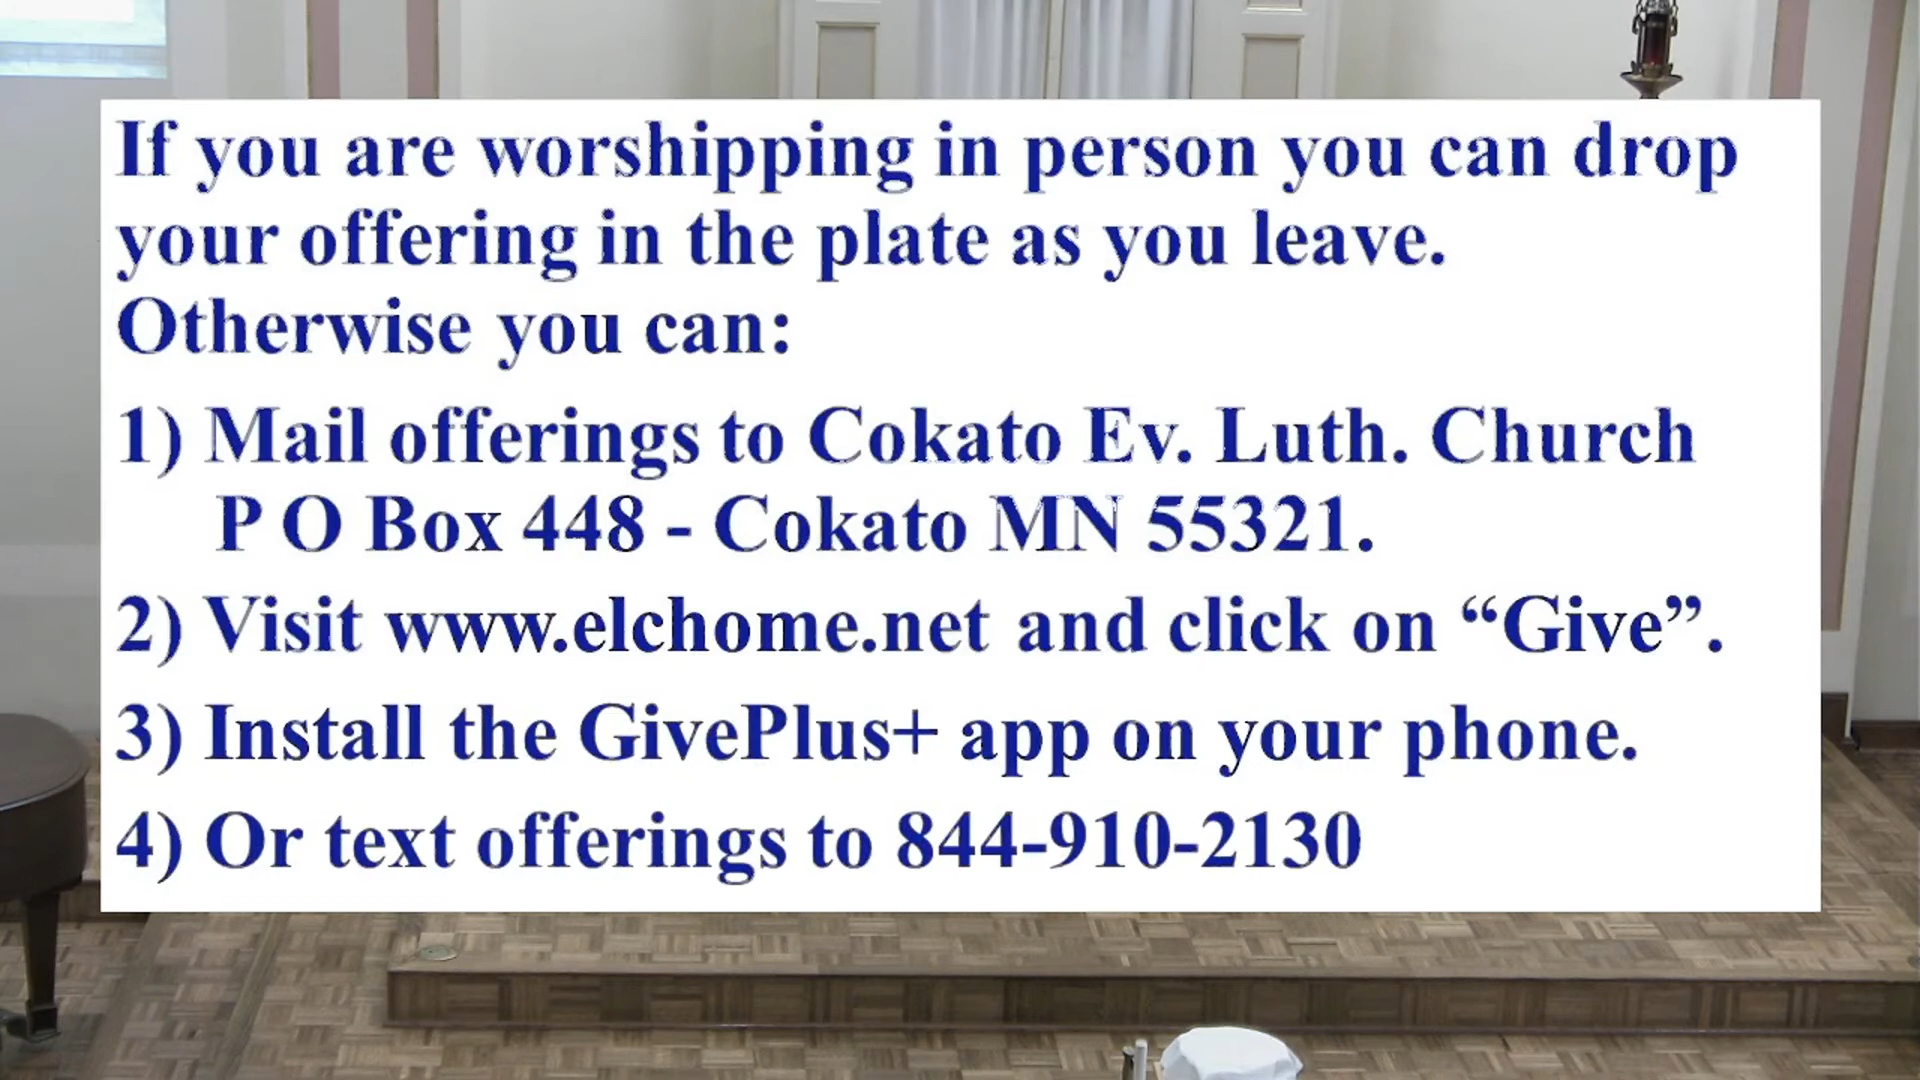 If you are worshipping in person you can drop
your offering in the plate as you leave.
Otherwise you can:
1) Mail offerings to Cokato Ev. Luth. Church
P O Box 448 - Cokato MN 55321.
2) Visit www.elchome.net and click on “Give”.
3) Install the GivePlus+ app on your phone.
4) Or text offerings to 844-910-2130